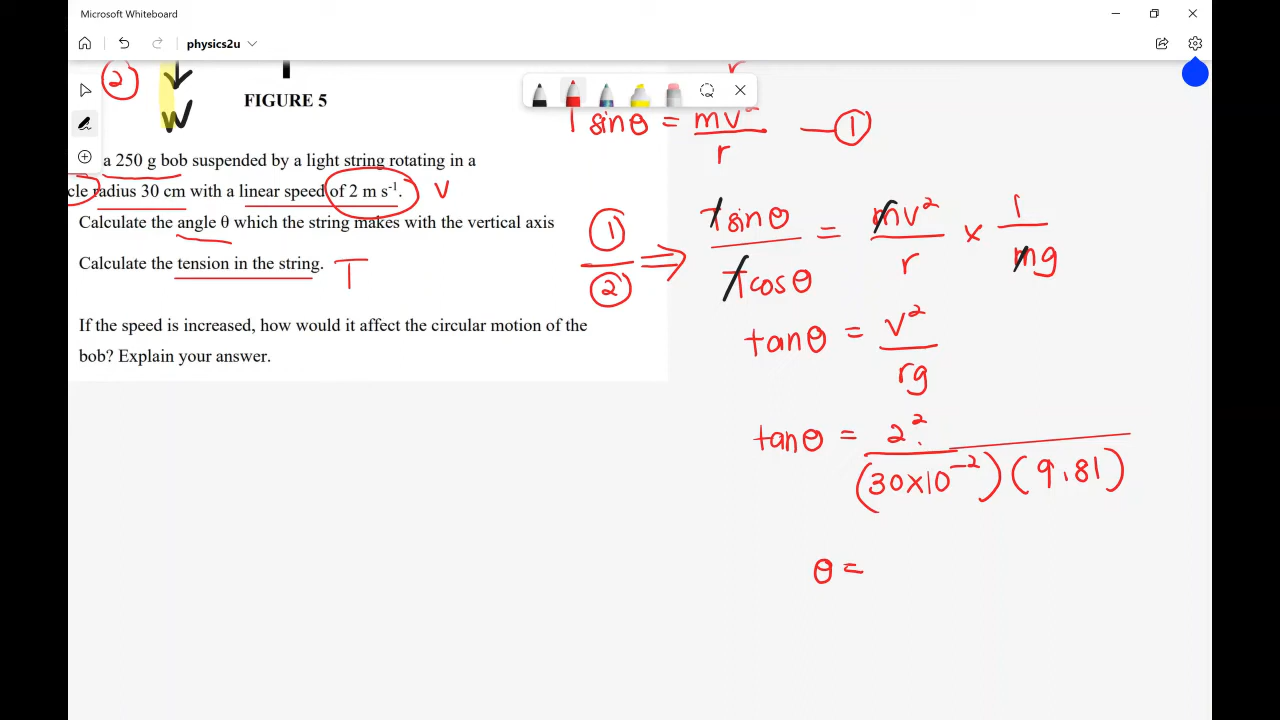 Microsoft Whiteboard
physics2u
②
W
FIGURE 5
r
T sinθ = mv² / r —①
a 250 g bob suspended by a light string rotating in a
cle radius 30 cm with a linear speed of 2 m s⁻¹. V
Calculate the angle θ which the string makes with the vertical axis
Calculate the tension in the string. T
If the speed is increased, how would it affect the circular motion of the
bob? Explain your answer.
① / ② ⇒ Tsinθ / Tcosθ = mv² / r × 1 / mg
tanθ = v² / rg
tanθ = 2² / (30×10⁻²)(9.81)
θ =